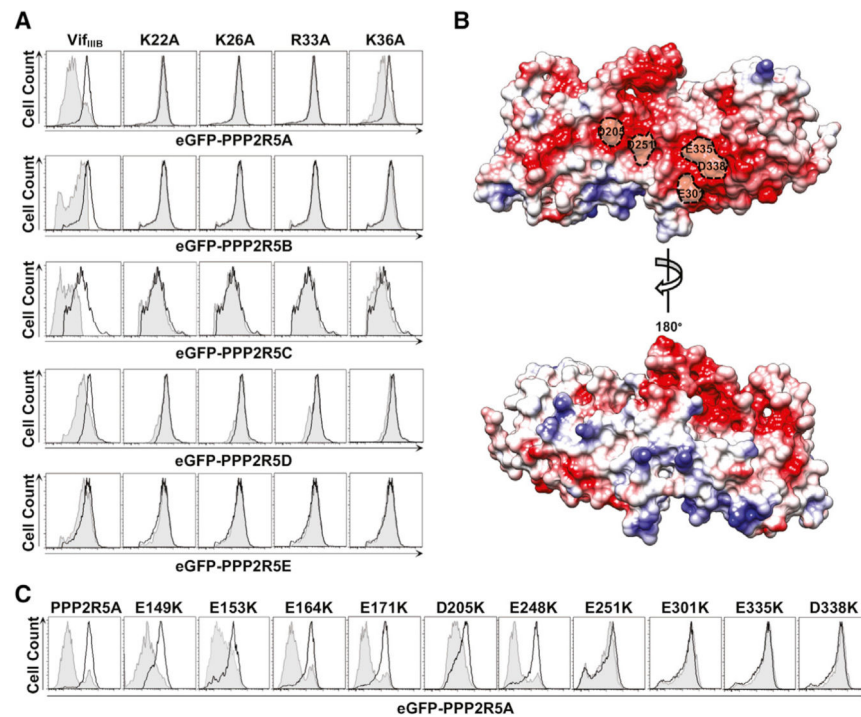 A
VifIIIB K22A K26A R33A K36A
Cell Count
eGFP-PPP2R5A
Cell Count
eGFP-PPP2R5B
Cell Count
eGFP-PPP2R5C
Cell Count
eGFP-PPP2R5D
Cell Count
eGFP-PPP2R5E
B
D205
D251
E335
D338
E301
180°
C
PPP2R5A E149K E153K E164K E171K D205K E248K E251K E301K E335K D338K
Cell Count
eGFP-PPP2R5A